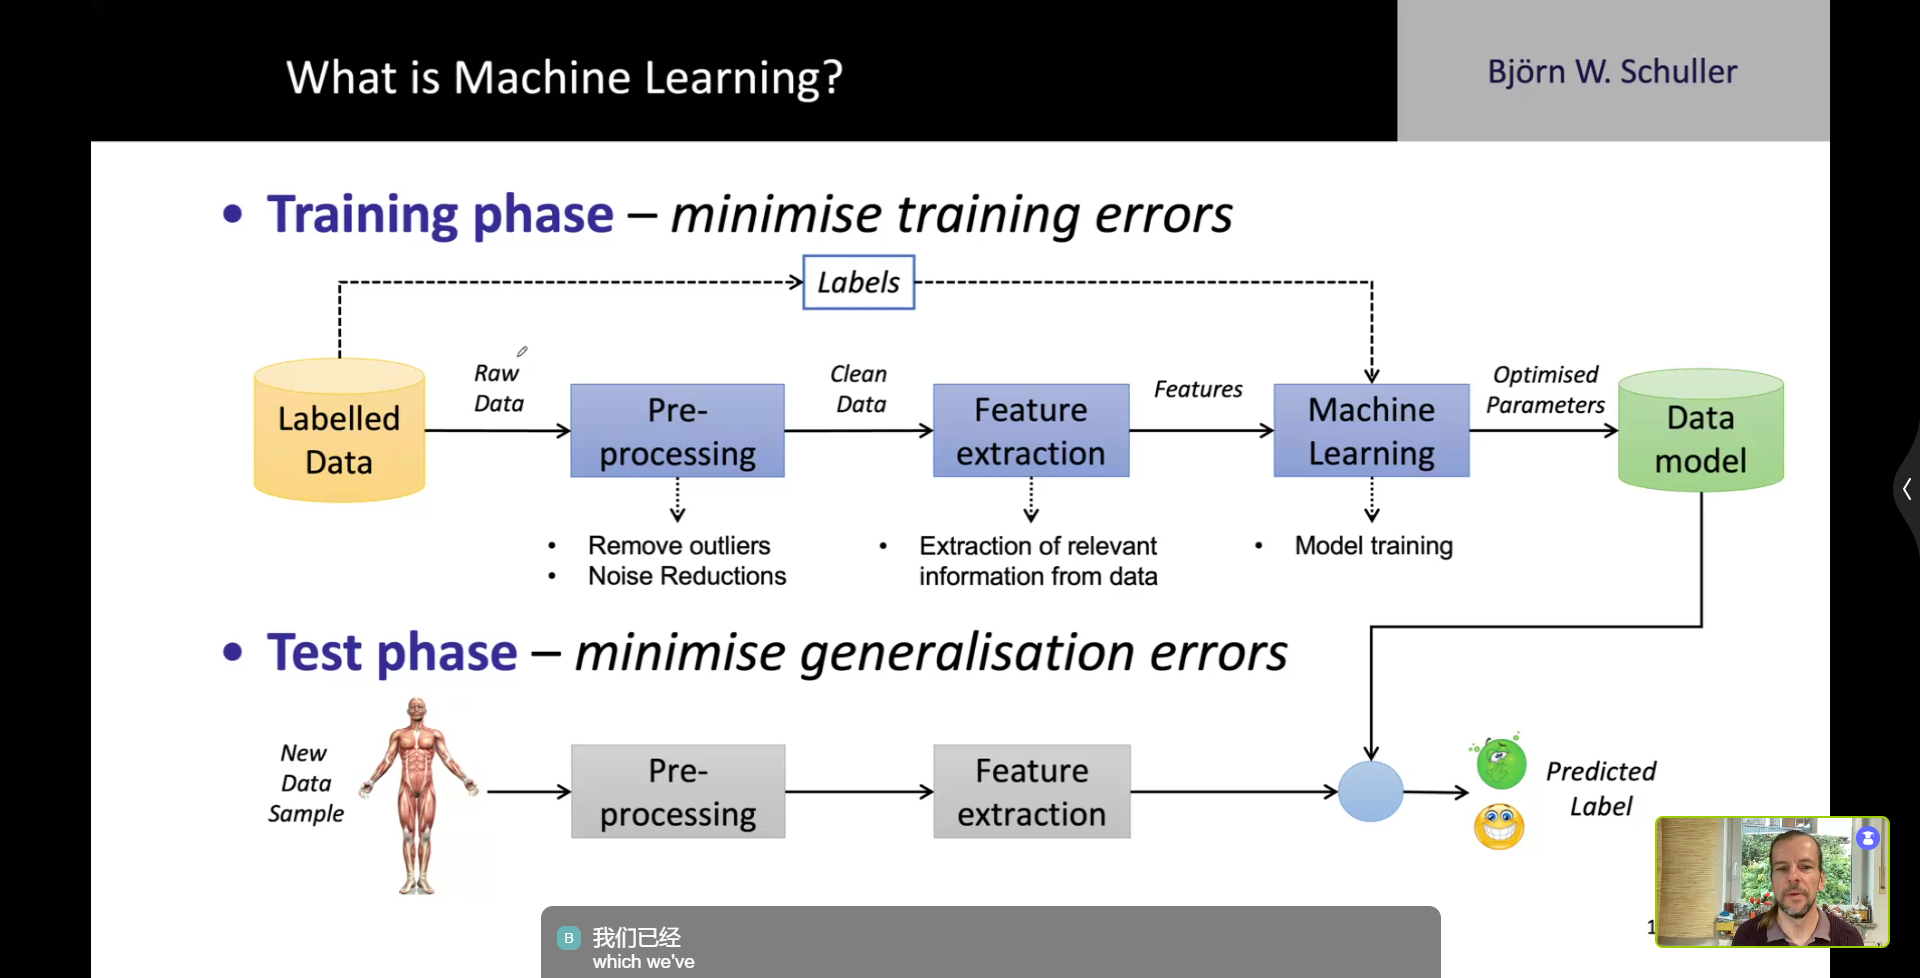 What is Machine Learning?
Björn W. Schuller
• Training phase – minimise training errors
Labels
Labelled
Data
Raw
Data
Pre-
processing
Clean
Data
Feature
extraction
Features
Machine
Learning
Optimised
Parameters
Data
model
• Remove outliers
• Noise Reductions
• Extraction of relevant
information from data
• Model training
• Test phase – minimise generalisation errors
New
Data
Sample
Pre-
processing
Feature
extraction
Predicted
Label
B 我们已经
which we've